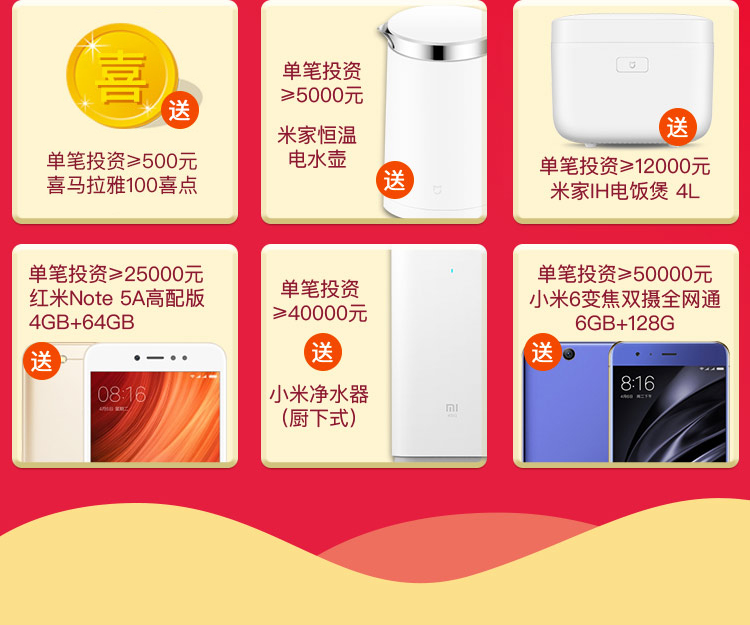 喜
送
单笔投资≥500元
喜马拉雅100喜点
单笔投资
≥5000元
米家恒温
电水壶
送
送
单笔投资≥12000元
米家IH电饭煲 4L
单笔投资≥25000元
红米Note 5A高配版
4GB+64GB
送
08:16
单笔投资
≥40000元
送
小米净水器
（厨下式）
MI
单笔投资≥50000元
小米6变焦双摄全网通
6GB+128G
送
8:16